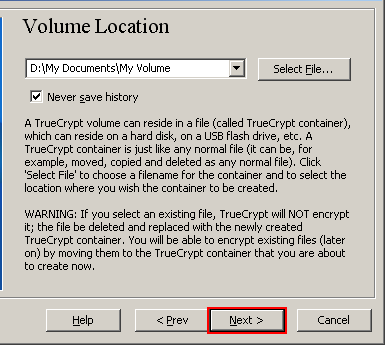 Volume Location
D:\My Documents\My Volume
Select File...
Never save history
A TrueCrypt volume can reside in a file (called TrueCrypt container),
which can reside on a hard disk, on a USB flash drive, etc. A
TrueCrypt container is just like any normal file (it can be, for
example, moved, copied and deleted as any normal file). Click
'Select File' to choose a filename for the container and to select the
location where you wish the container to be created.
WARNING: If you select an existing file, TrueCrypt will NOT encrypt
it; the file be deleted and replaced with the newly created
TrueCrypt container. You will be able to encrypt existing files (later
on) by moving them to the TrueCrypt container that you are about
to create now.
Help
< Prev
Next >
Cancel